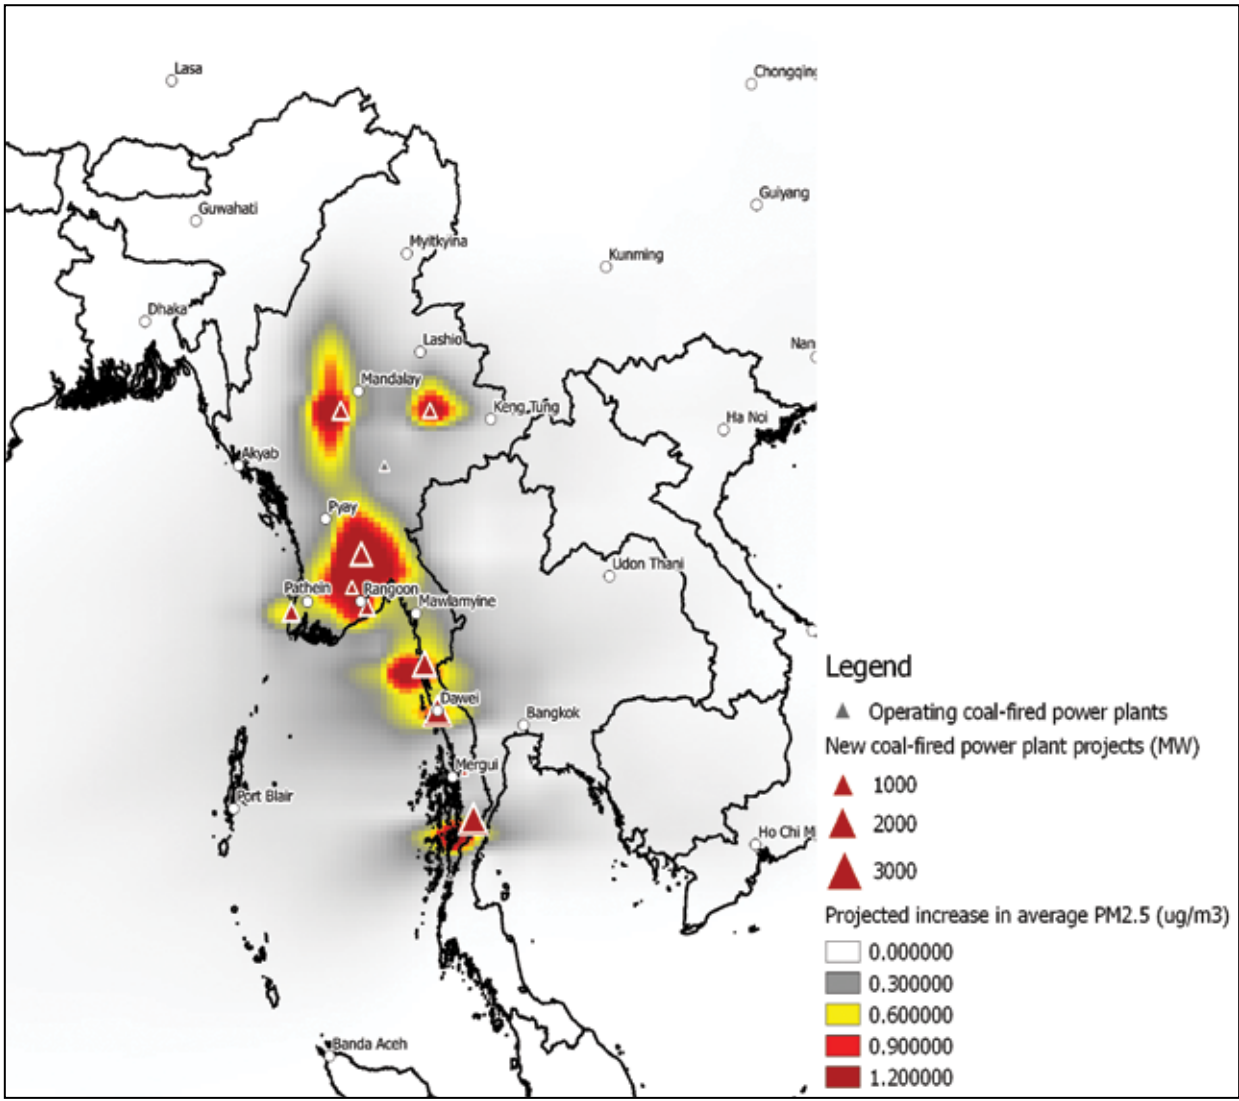 Lasa
Chongqing
Guiyang
Guwahati
Myitkyina
Kunming
Dhaka
Lashio
Nan
Mandalay
Keng Tung
Ha Noi
Akyab
Pyay
Udon Thani
Pathein
Rangoon
Mawlamyine
Dawei
Bangkok
Mergui
Port Blair
Ho Chi M
Banda Aceh
Legend
Operating coal-fired power plants
New coal-fired power plant projects (MW)
1000
2000
3000
Projected increase in average PM2.5 (ug/m3)
0.000000
0.300000
0.600000
0.900000
1.200000